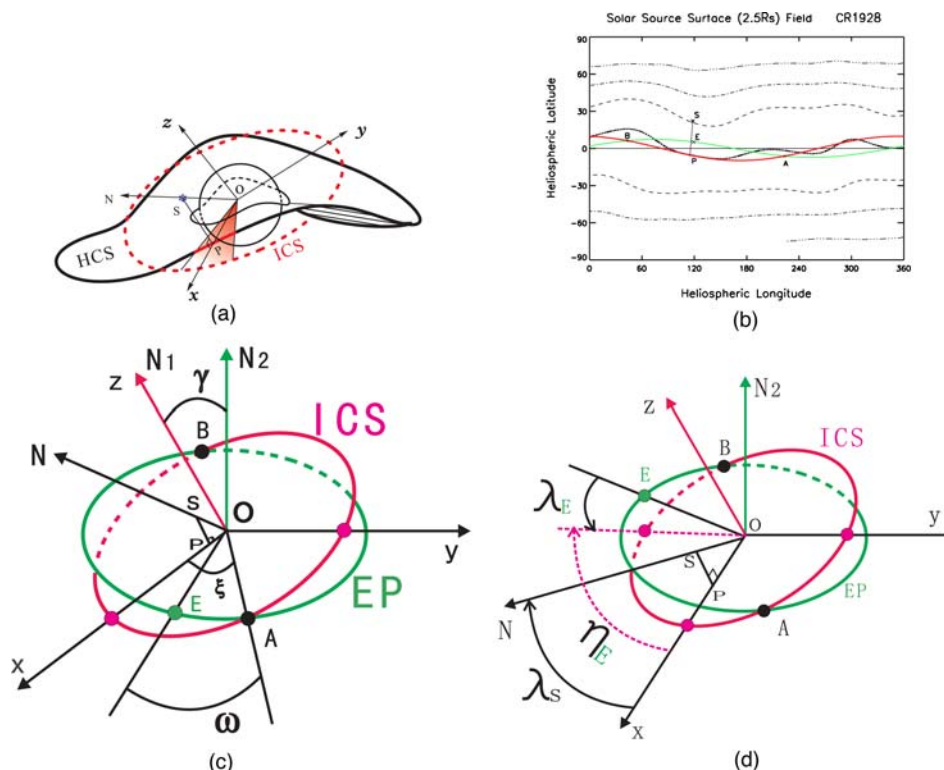 z
y
N
S
O
P
HCS
ICS
x
(a)
Solar Source Surface (2.5Rs) Field CR1928
Heliospheric Latitude
90
60
30
0
-30
-60
-90
S
E
B
P
A
0 60 120 180 240 300 360
Heliospheric Longitude
(b)
N1 N2
z γ
B ICS
N
S O
P
y
ξ
E EP
A
x
ω
(c)
N2
z
ICS
B
E
λE
O y
S
P
EP
N A
ηE
λS
x
(d)